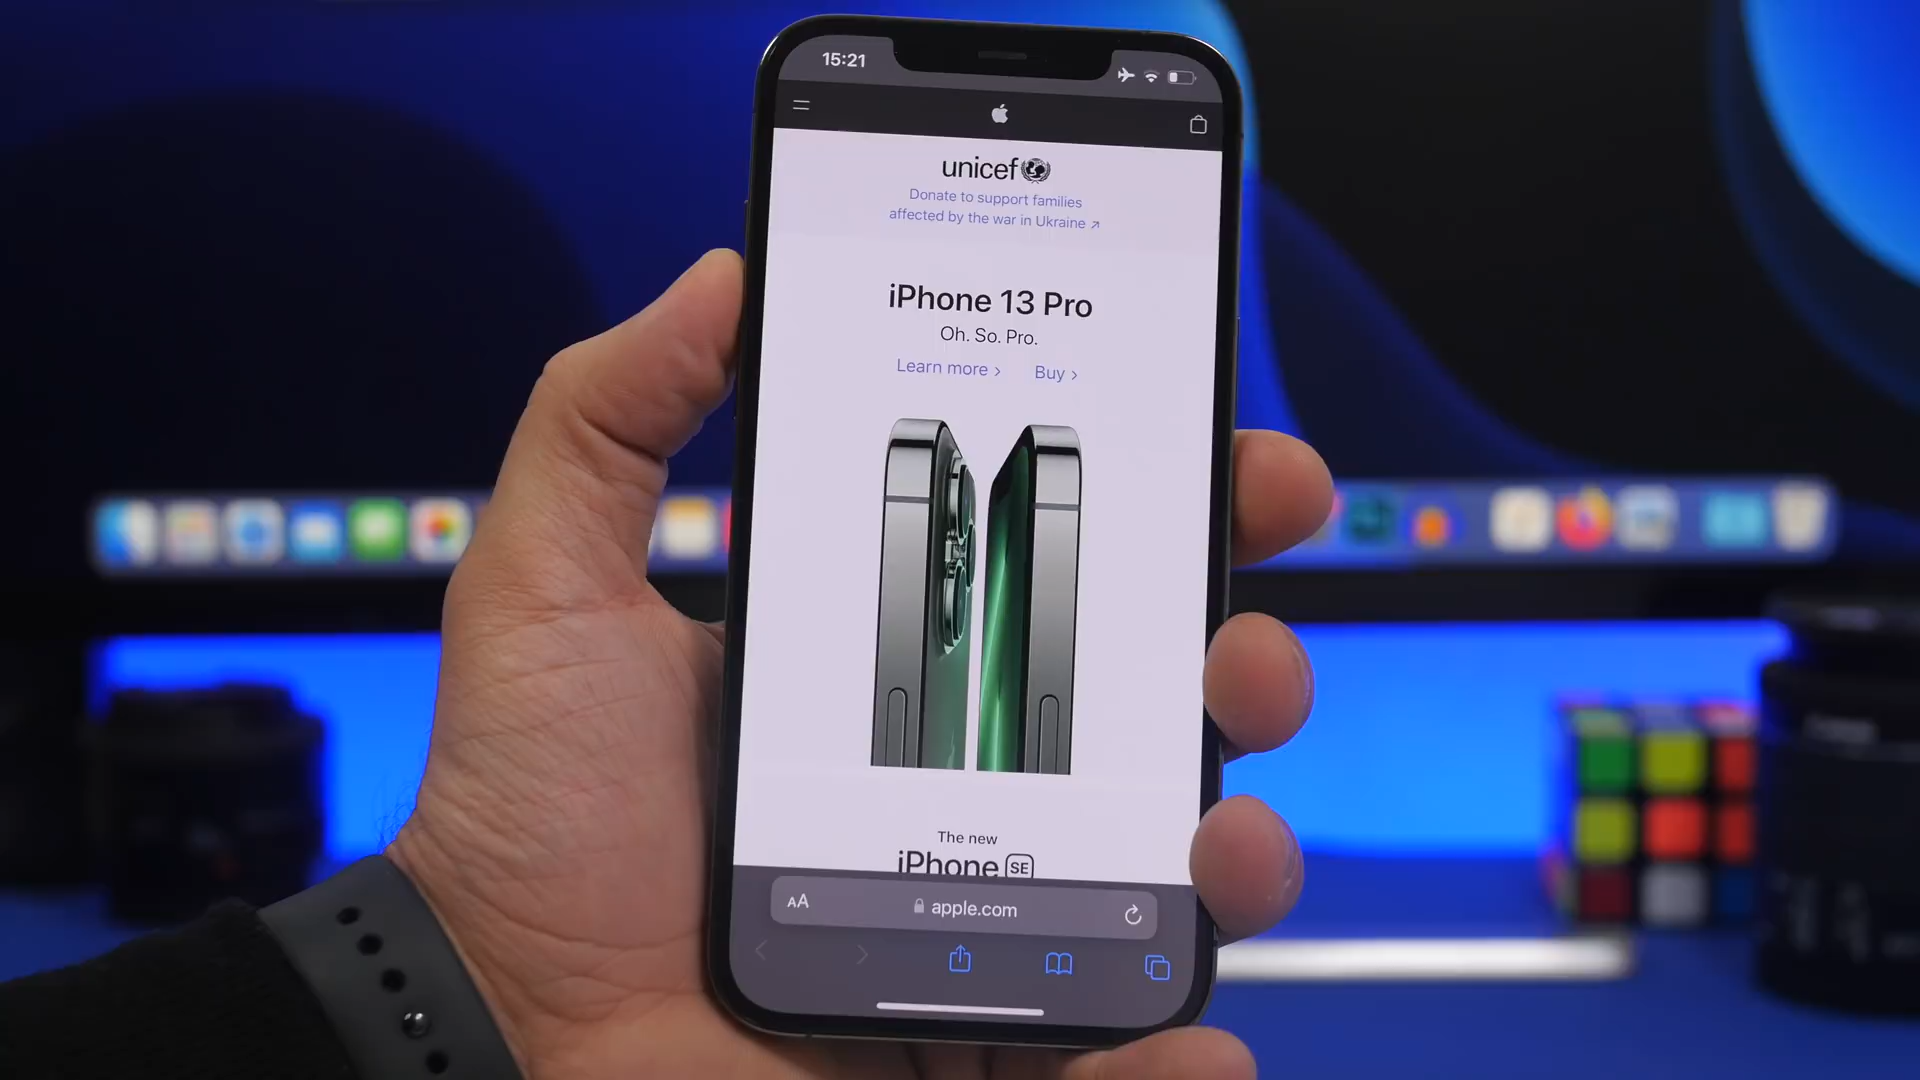 15:21
unicef
Donate to support families
affected by the war in Ukraine ↗
iPhone 13 Pro
Oh. So. Pro.
Learn more >
Buy >
The new
iPhone SE
AA
apple.com